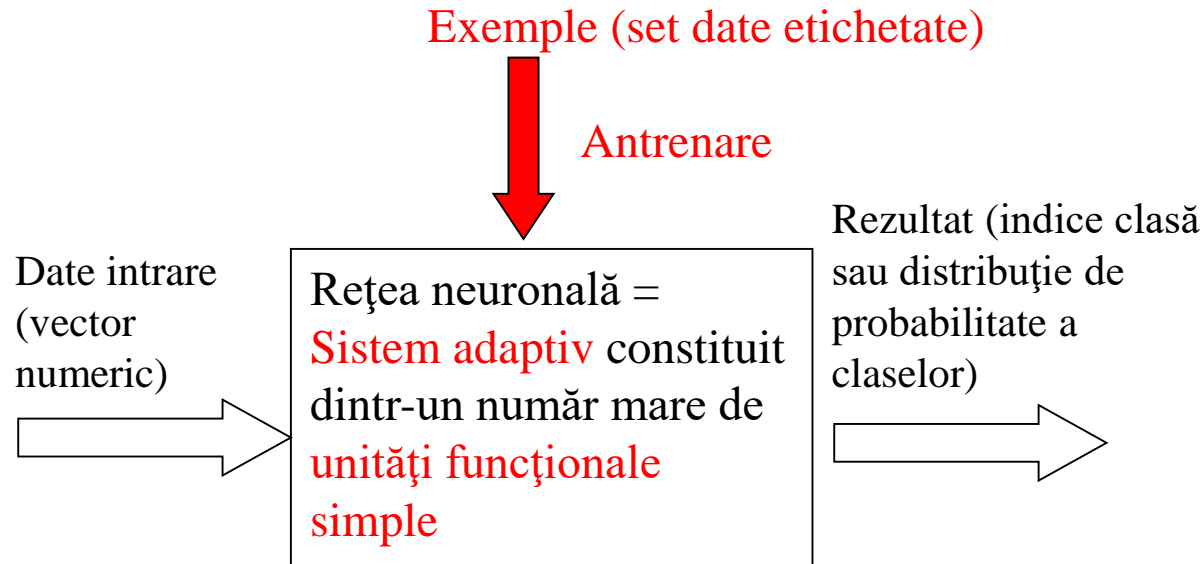 Exemple (set date etichetate)
Antrenare
Date intrare
(vector
numeric)
Reţea neuronală =
Sistem adaptiv constituit
dintr-un număr mare de
unităţi funcţionale
simple
Rezultat (indice clasă
sau distribuţie de
probabilitate a
claselor)